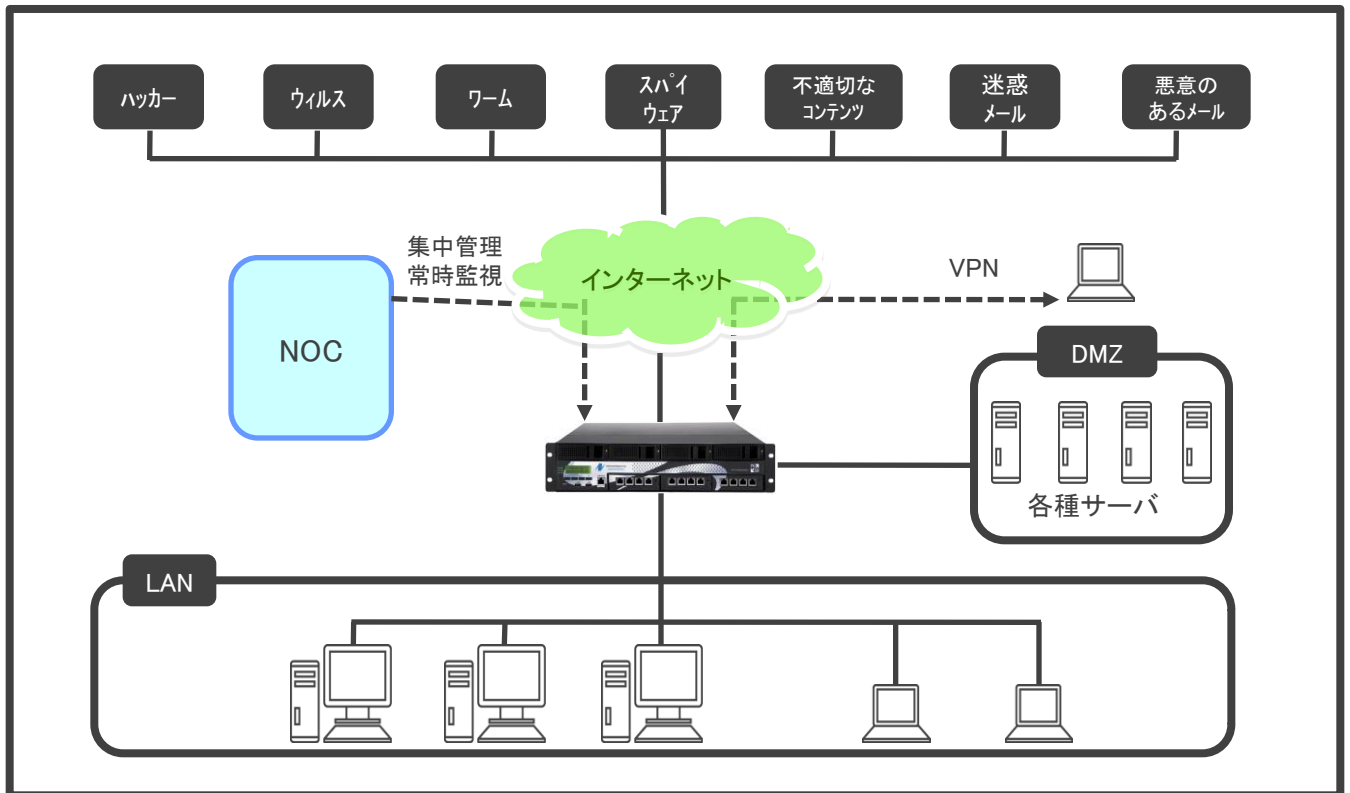 ハッカー
ウィルス
ワーム
スパイ
ウェア
不適切な
コンテンツ
迷惑
メール
悪意の
あるメール
集中管理
常時監視
インターネット
VPN
NOC
DMZ
各種サーバ
LAN